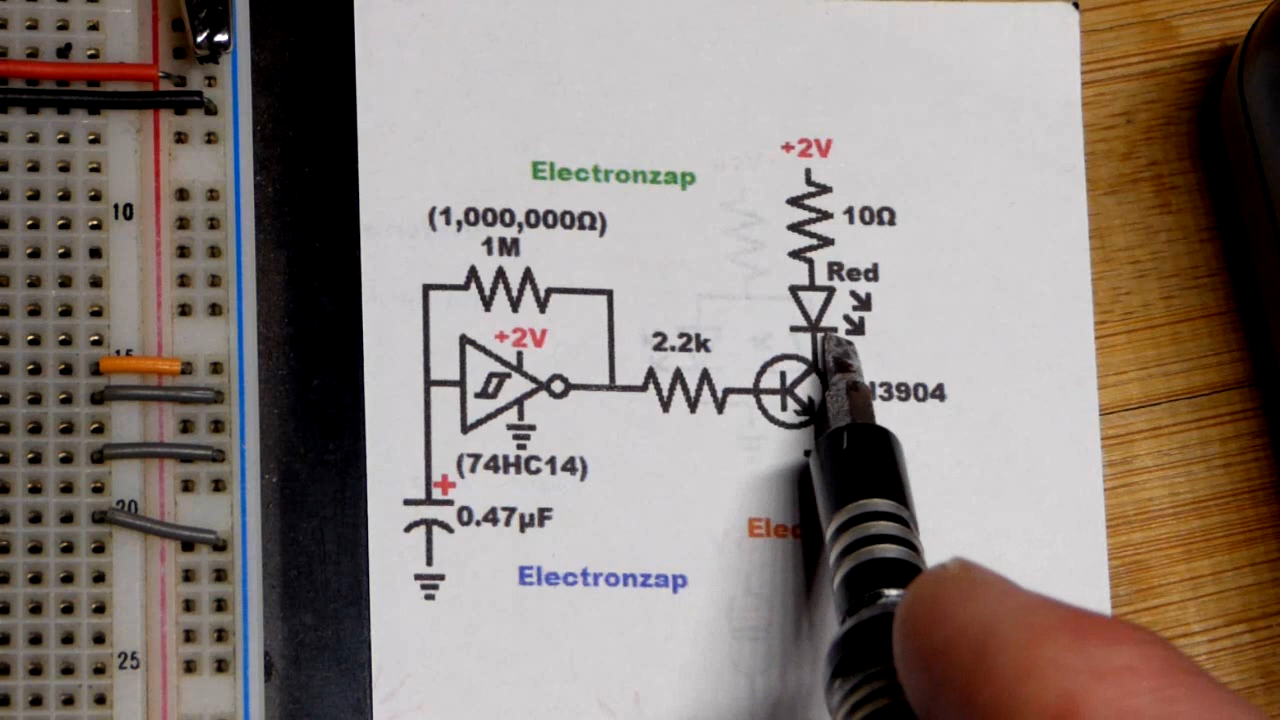 10
15
20
25
+2V
Electronzap
10Ω
(1,000,000Ω)
1M
Red
+2V
2.2k
3904
(74HC14)
+
0.47µF
Elec
Electronzap